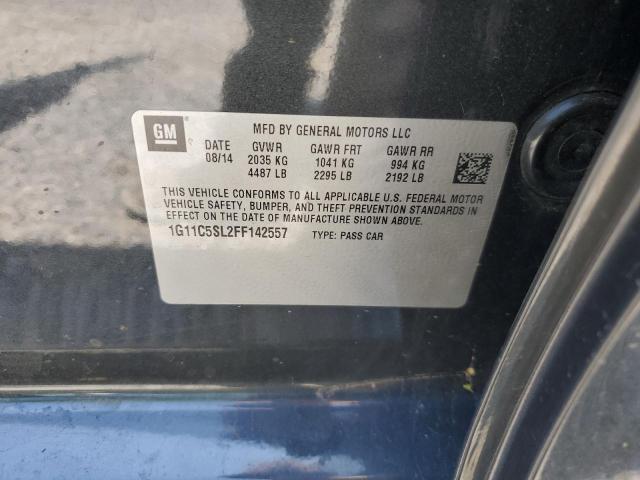 GM
MFD BY GENERAL MOTORS LLC
DATE GVWR GAWR FRT GAWR RR
08/14 2035 KG 1041 KG 994 KG
4487 LB 2295 LB 2192 LB
THIS VEHICLE CONFORMS TO ALL APPLICABLE U.S. FEDERAL MOTOR
VEHICLE SAFETY, BUMPER, AND THEFT PREVENTION STANDARDS IN
EFFECT ON THE DATE OF MANUFACTURE SHOWN ABOVE.
1G11C5SL2FF142557 TYPE: PASS CAR